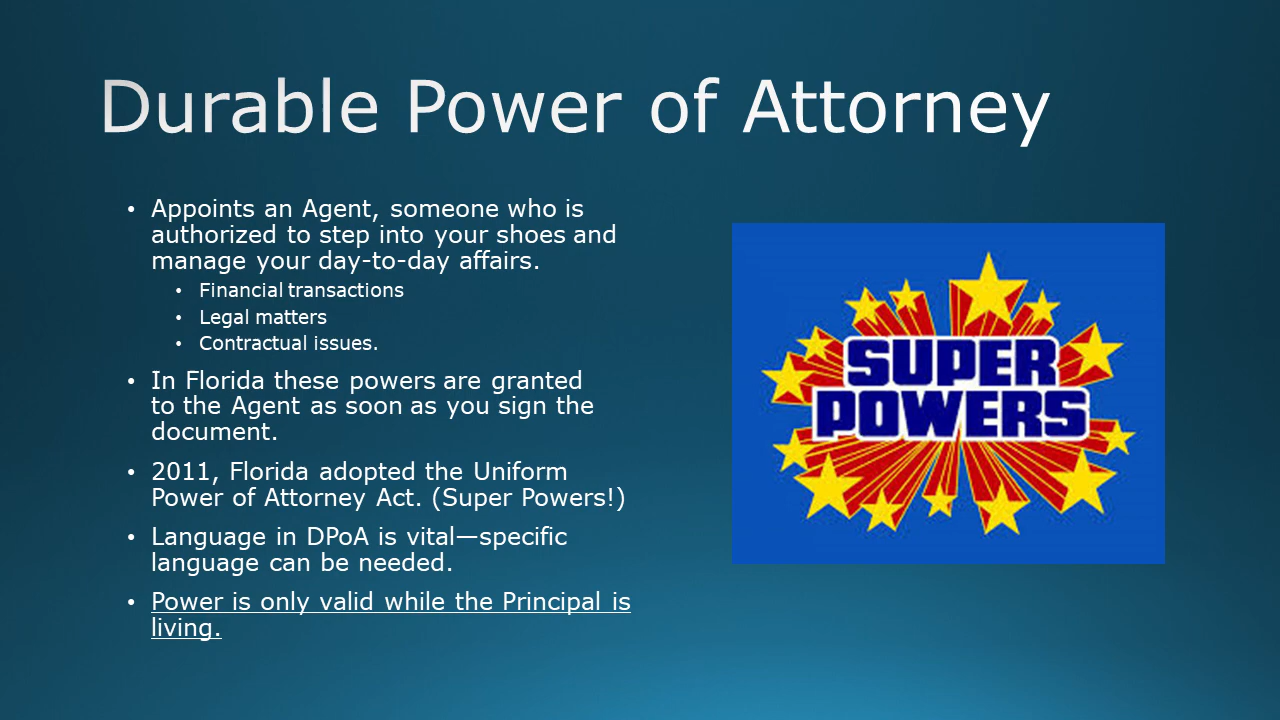 Durable Power of Attorney
• Appoints an Agent, someone who is
authorized to step into your shoes and
manage your day-to-day affairs.
• Financial transactions
• Legal matters
• Contractual issues.
• In Florida these powers are granted
to the Agent as soon as you sign the
document.
• 2011, Florida adopted the Uniform
Power of Attorney Act. (Super Powers!)
• Language in DPoA is vital—specific
language can be needed.
• Power is only valid while the Principal is
living.
SUPER
POWERS